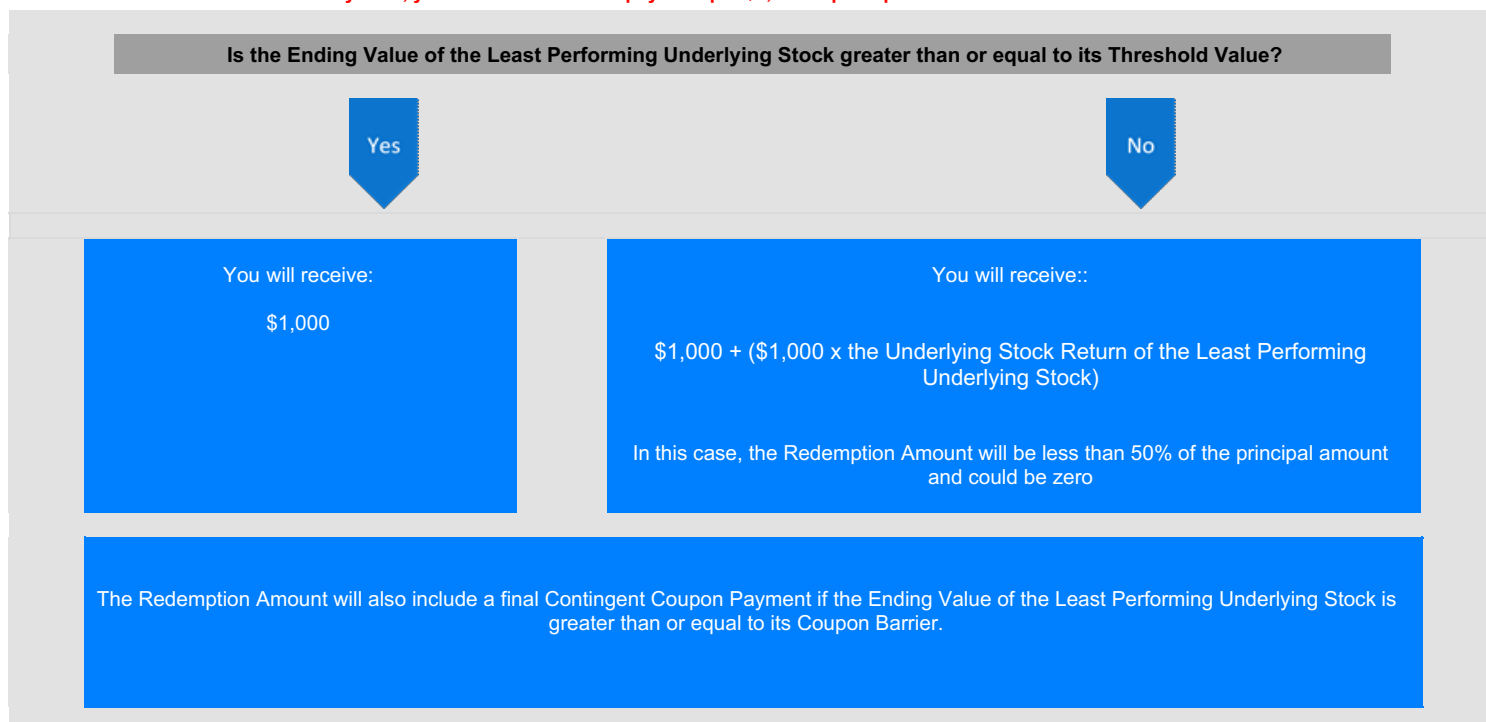 Is the Ending Value of the Least Performing Underlying Stock greater than or equal to its Threshold Value?
Yes
No
You will receive:
$1,000
You will receive::
$1,000 + ($1,000 x the Underlying Stock Return of the Least Performing
Underlying Stock)
In this case, the Redemption Amount will be less than 50% of the principal amount
and could be zero
The Redemption Amount will also include a final Contingent Coupon Payment if the Ending Value of the Least Performing Underlying Stock is
greater than or equal to its Coupon Barrier.